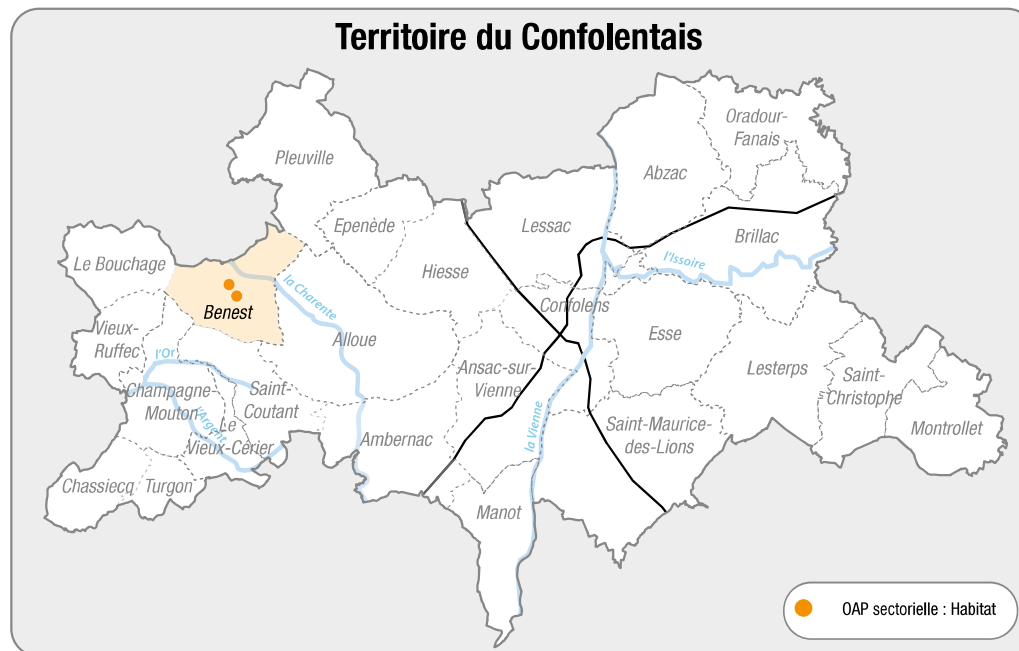 Territoire du Confolentais
Oradour-
Fanais
Pleuville
Abzac
Epenède
Lessac
Brillac
Le Bouchage
Hiesse
l'Issoire
la Charente
Confolens
Benest
Vieux-
Ruffec
Alloue
Esse
l'Or
Ansac-sur-
Vienne
Lesterps
Saint-
Christophe
Champagne-
Mouton
Saint-
Coutant
l'Argent
Le
Vieux-Cérier
Ambernac
la Vienne
Saint-Maurice-
des-Lions
Montrollet
Chassiecq
Turgon
Manot
OAP sectorielle : Habitat